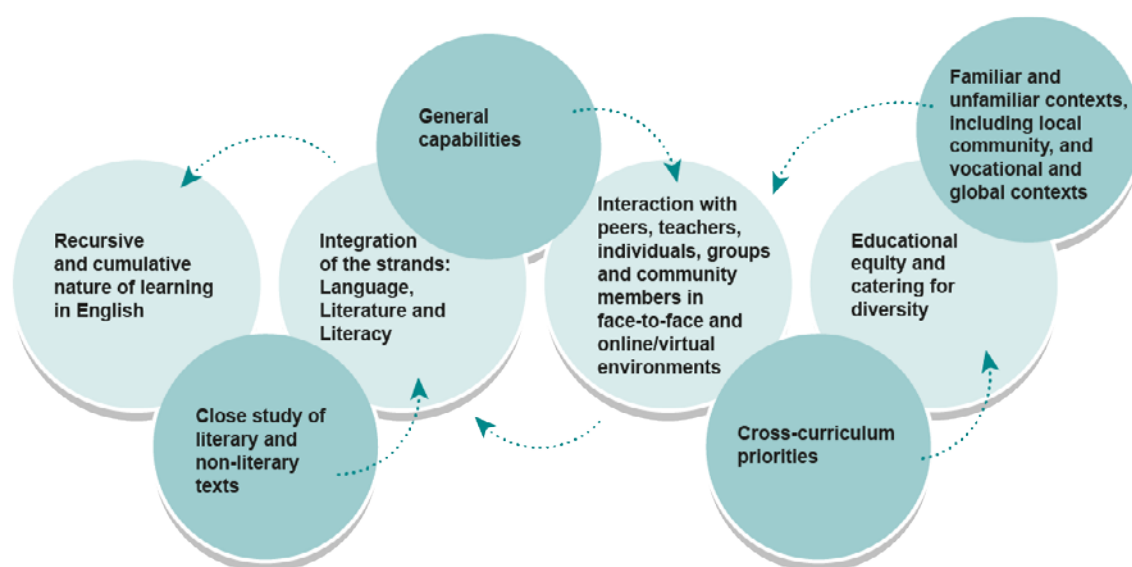 Recursive
and cumulative
nature of learning
in English
Close study of
literary and
non-literary
texts
Integration
of the strands:
Language,
Literature and
Literacy
General
capabilities
Interaction with
peers, teachers,
individuals, groups
and community
members in
face-to-face and
online/virtual
environments
Cross-curriculum
priorities
Educational
equity and
catering for
diversity
Familiar and
unfamiliar contexts,
including local
community, and
vocational and
global contexts